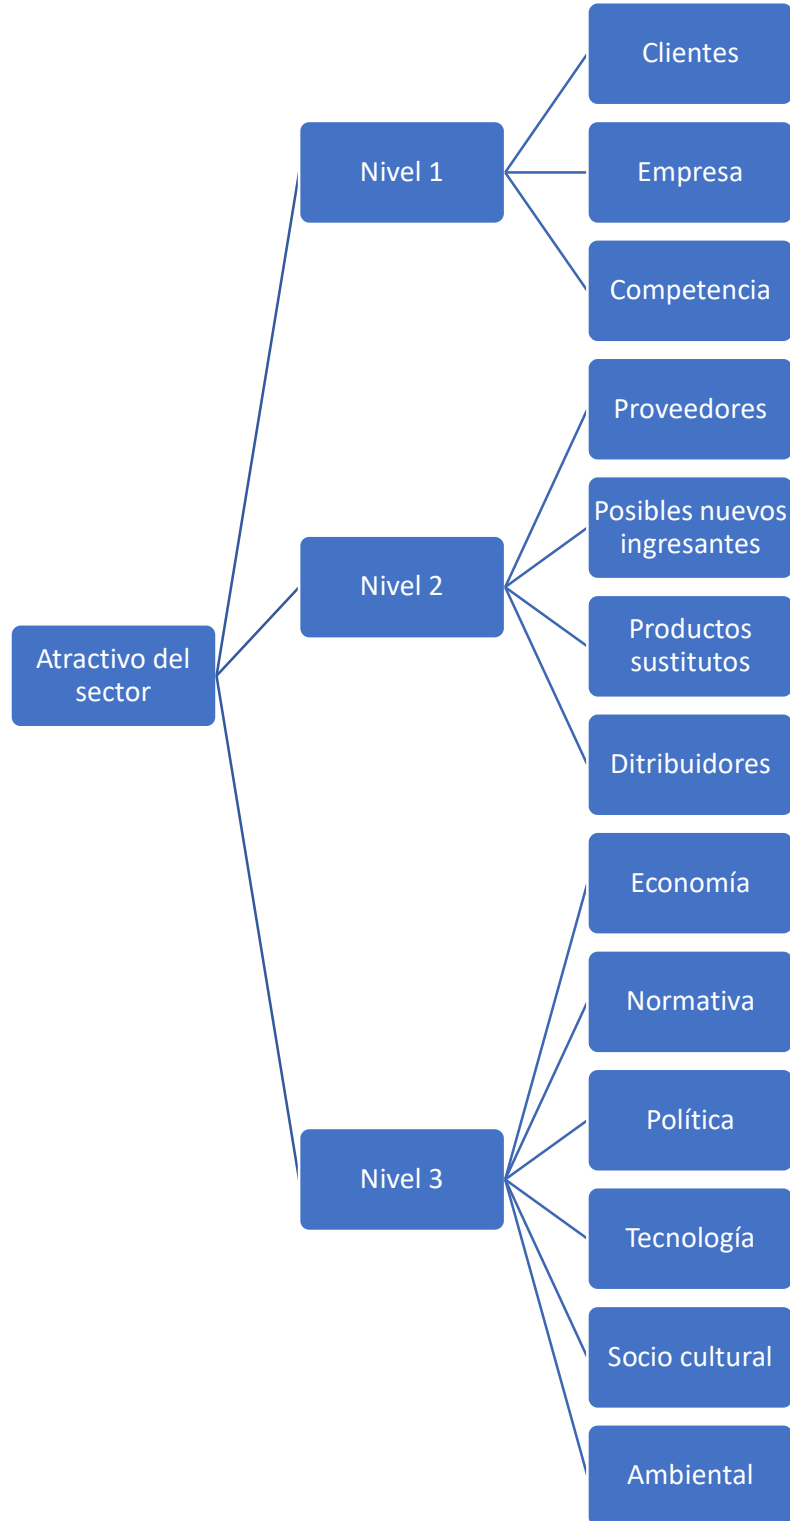 Atractivo del
sector
Nivel 1
Clientes
Empresa
Competencia
Nivel 2
Proveedores
Posibles nuevos
ingresantes
Productos
sustitutos
Ditribuidores
Nivel 3
Economía
Normativa
Política
Tecnología
Socio cultural
Ambiental